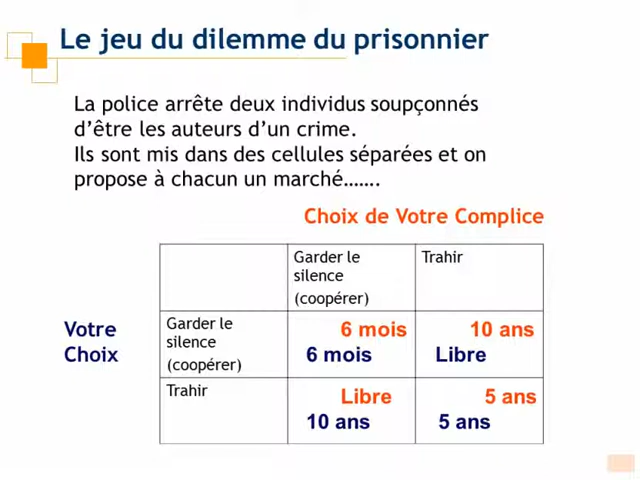 Le jeu du dilemme du prisonnier
La police arrête deux individus soupçonnés
d’être les auteurs d’un crime.
Ils sont mis dans des cellules séparées et on
propose à chacun un marché…….
Choix de Votre Complice
Garder le
silence
(coopérer)
Trahir
Votre
Choix
Garder le
silence
(coopérer)
6 mois
6 mois
10 ans
Libre
Trahir
Libre
10 ans
5 ans
5 ans